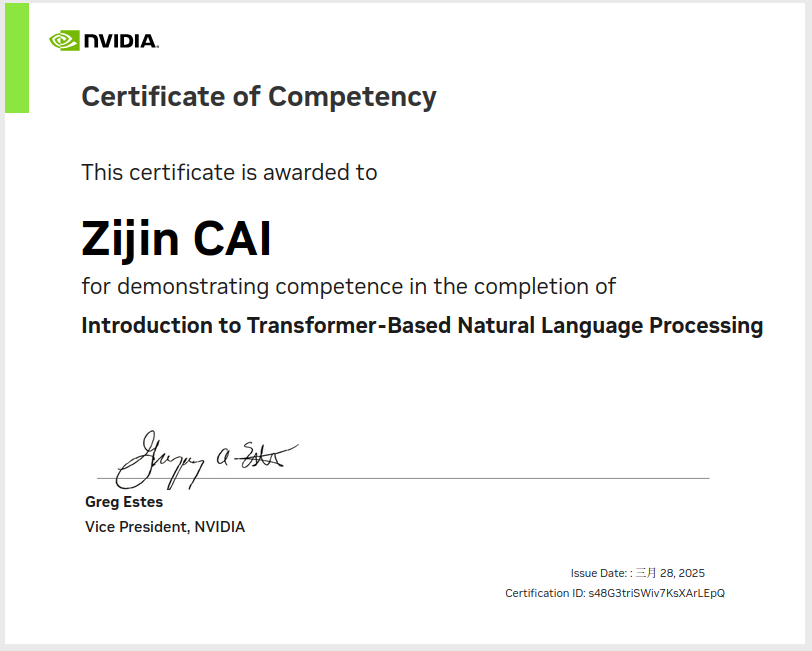 NVIDIA.
Certificate of Competency
This certificate is awarded to
Zijin CAI
for demonstrating competence in the completion of
Introduction to Transformer-Based Natural Language Processing
Gregory A Estes
Greg Estes
Vice President, NVIDIA
Issue Date: : 三月 28, 2025
Certification ID: s48G3triSWiv7KsXArLEpQ